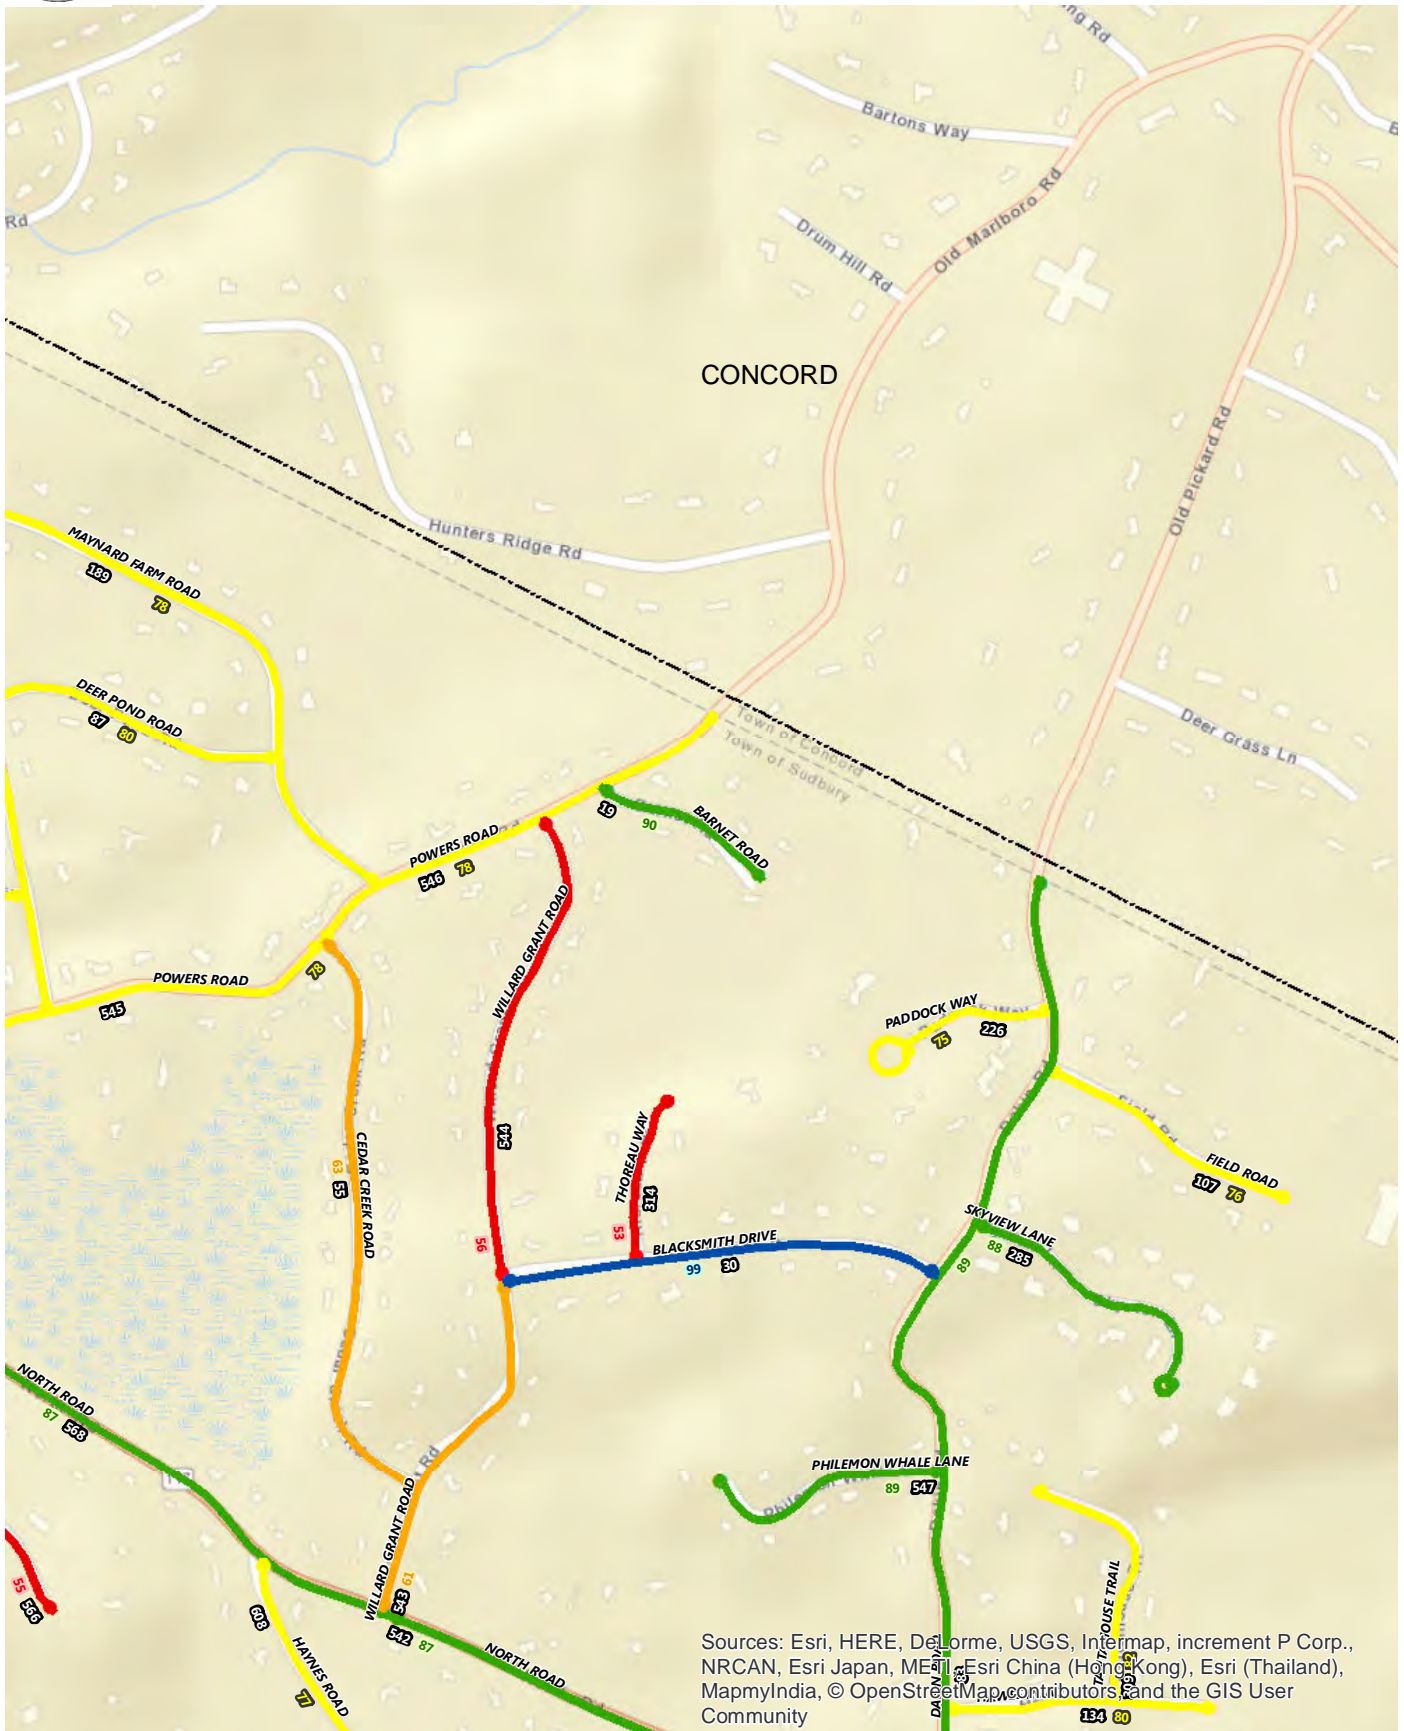 Bartons Way
Rd
Drum Hill Rd
Old Marlboro Rd
CONCORD
Old Pickard Rd
Hunters Ridge Rd
MAYNARD FARM ROAD
189
78
DEER POND ROAD
87
80
Deer Grass Ln
Town of Concord
Town of Sudbury
19
90
BARNET ROAD
POWERS ROAD
546
78
WILLARD GRANT ROAD
78
POWERS ROAD
545
PADDOCK WAY
226
75
FIELD ROAD
107
76
544
THOREAU WAY
314
53
63
55
CEDAR CREEK ROAD
56
BLACKSMITH DRIVE
99
30
SKYVIEW LANE
88
285
89
NORTH ROAD
87
568
PHILEMON WHALE LANE
89
547
WILLARD GRANT ROAD
61
543
542
87
NORTH ROAD
55
566
608
HAYNES ROAD
77
134
80
Sources: Esri, HERE, DeLorme, USGS, Intermap, increment P Corp.,
NRCAN, Esri Japan, METI, Esri China (Hong Kong), Esri (Thailand),
MapmyIndia, © OpenStreetMap contributors, and the GIS User
Community